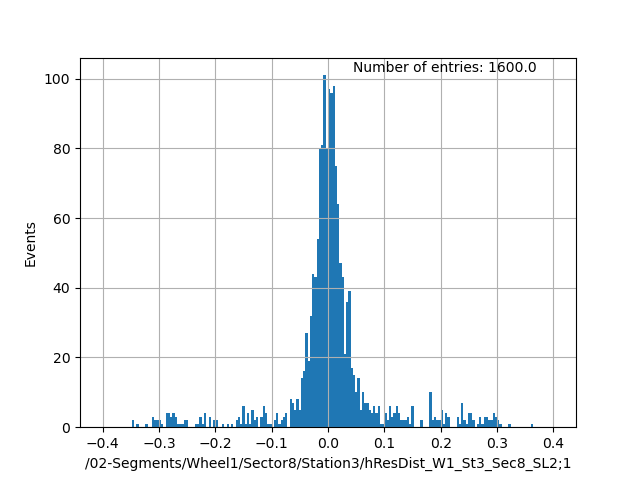 Number of entries: 1600.0
100
80
60
40
20
0
Events
−0.4 −0.3 −0.2 −0.1 0.0 0.1 0.2 0.3 0.4
/02-Segments/Wheel1/Sector8/Station3/hResDist_W1_St3_Sec8_SL2;1